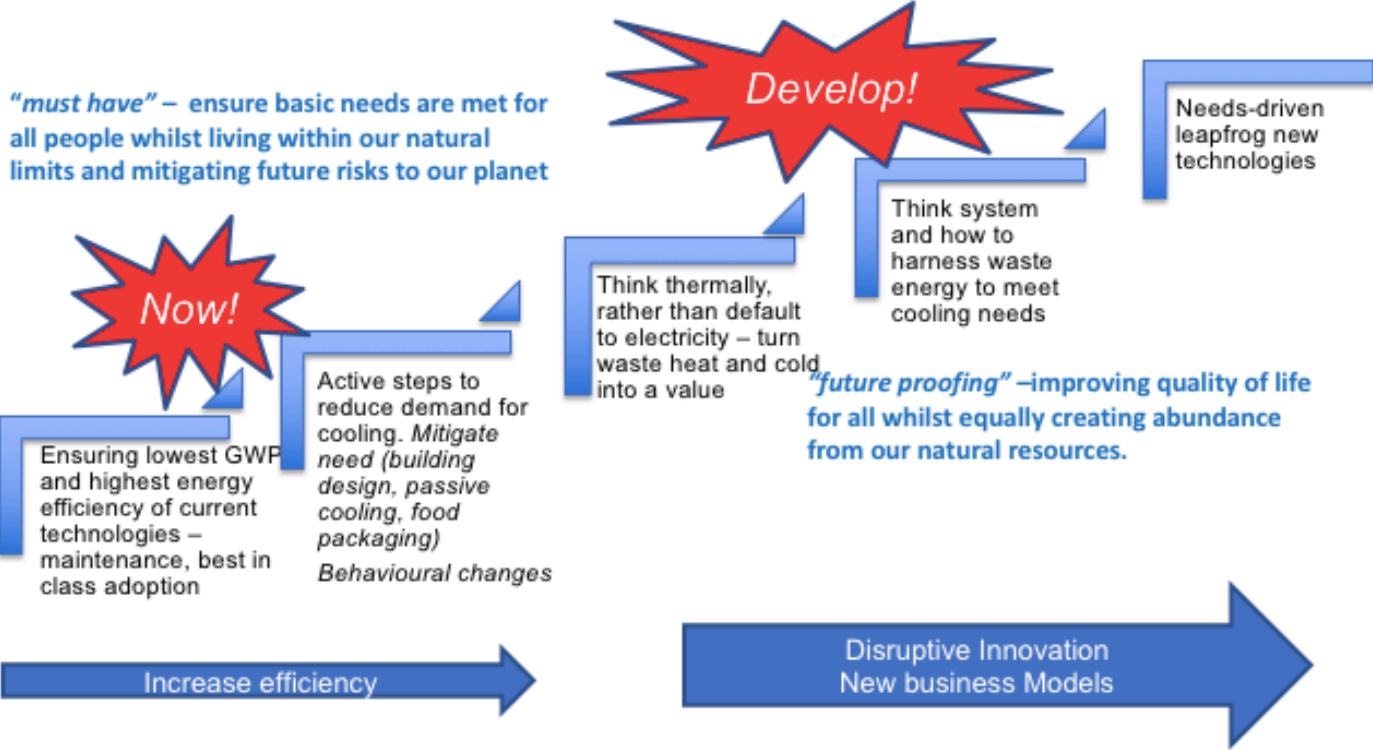 “must have” – ensure basic needs are met for
all people whilst living within our natural
limits and mitigating future risks to our planet
Now!
Ensuring lowest GWP
and highest energy
efficiency of current
technologies –
maintenance, best in
class adoption
Active steps to
reduce demand for
cooling. Mitigate
need (building
design, passive
cooling, food
packaging)
Behavioural changes
Develop!
Think thermally,
rather than default
to electricity – turn
waste heat and cold
into a value
Think system
and how to
harness waste
energy to meet
cooling needs
Needs-driven
leapfrog new
technologies
“future proofing” –improving quality of life
for all whilst equally creating abundance
from our natural resources.
Increase efficiency
Disruptive Innovation
New business Models